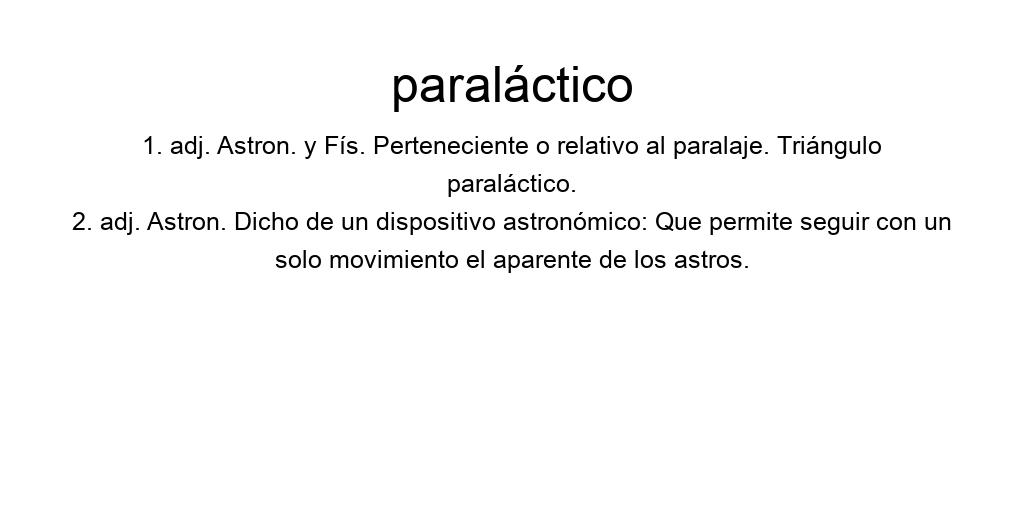 paraláctico
1. adj. Astron. y Fís. Perteneciente o relativo al paralaje. Triángulo
paraláctico.
2. adj. Astron. Dicho de un dispositivo astronómico: Que permite seguir con un
solo movimiento el aparente de los astros.